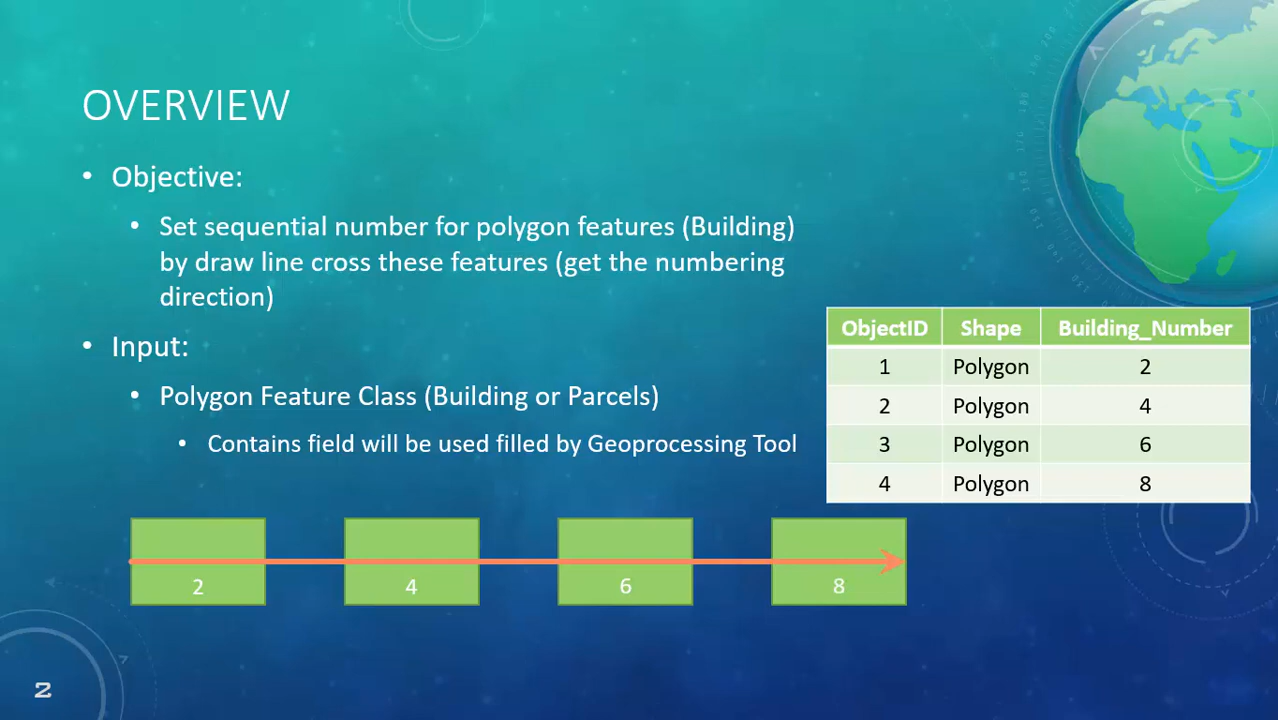 OVERVIEW
• Objective:
• Set sequential number for polygon features (Building)
by draw line cross these features (get the numbering
direction)
• Input:
• Polygon Feature Class (Building or Parcels)
• Contains field will be used filled by Geoprocessing Tool
ObjectID Shape Building_Number
1 Polygon 2
2 Polygon 4
3 Polygon 6
4 Polygon 8
2 4 6 8
2